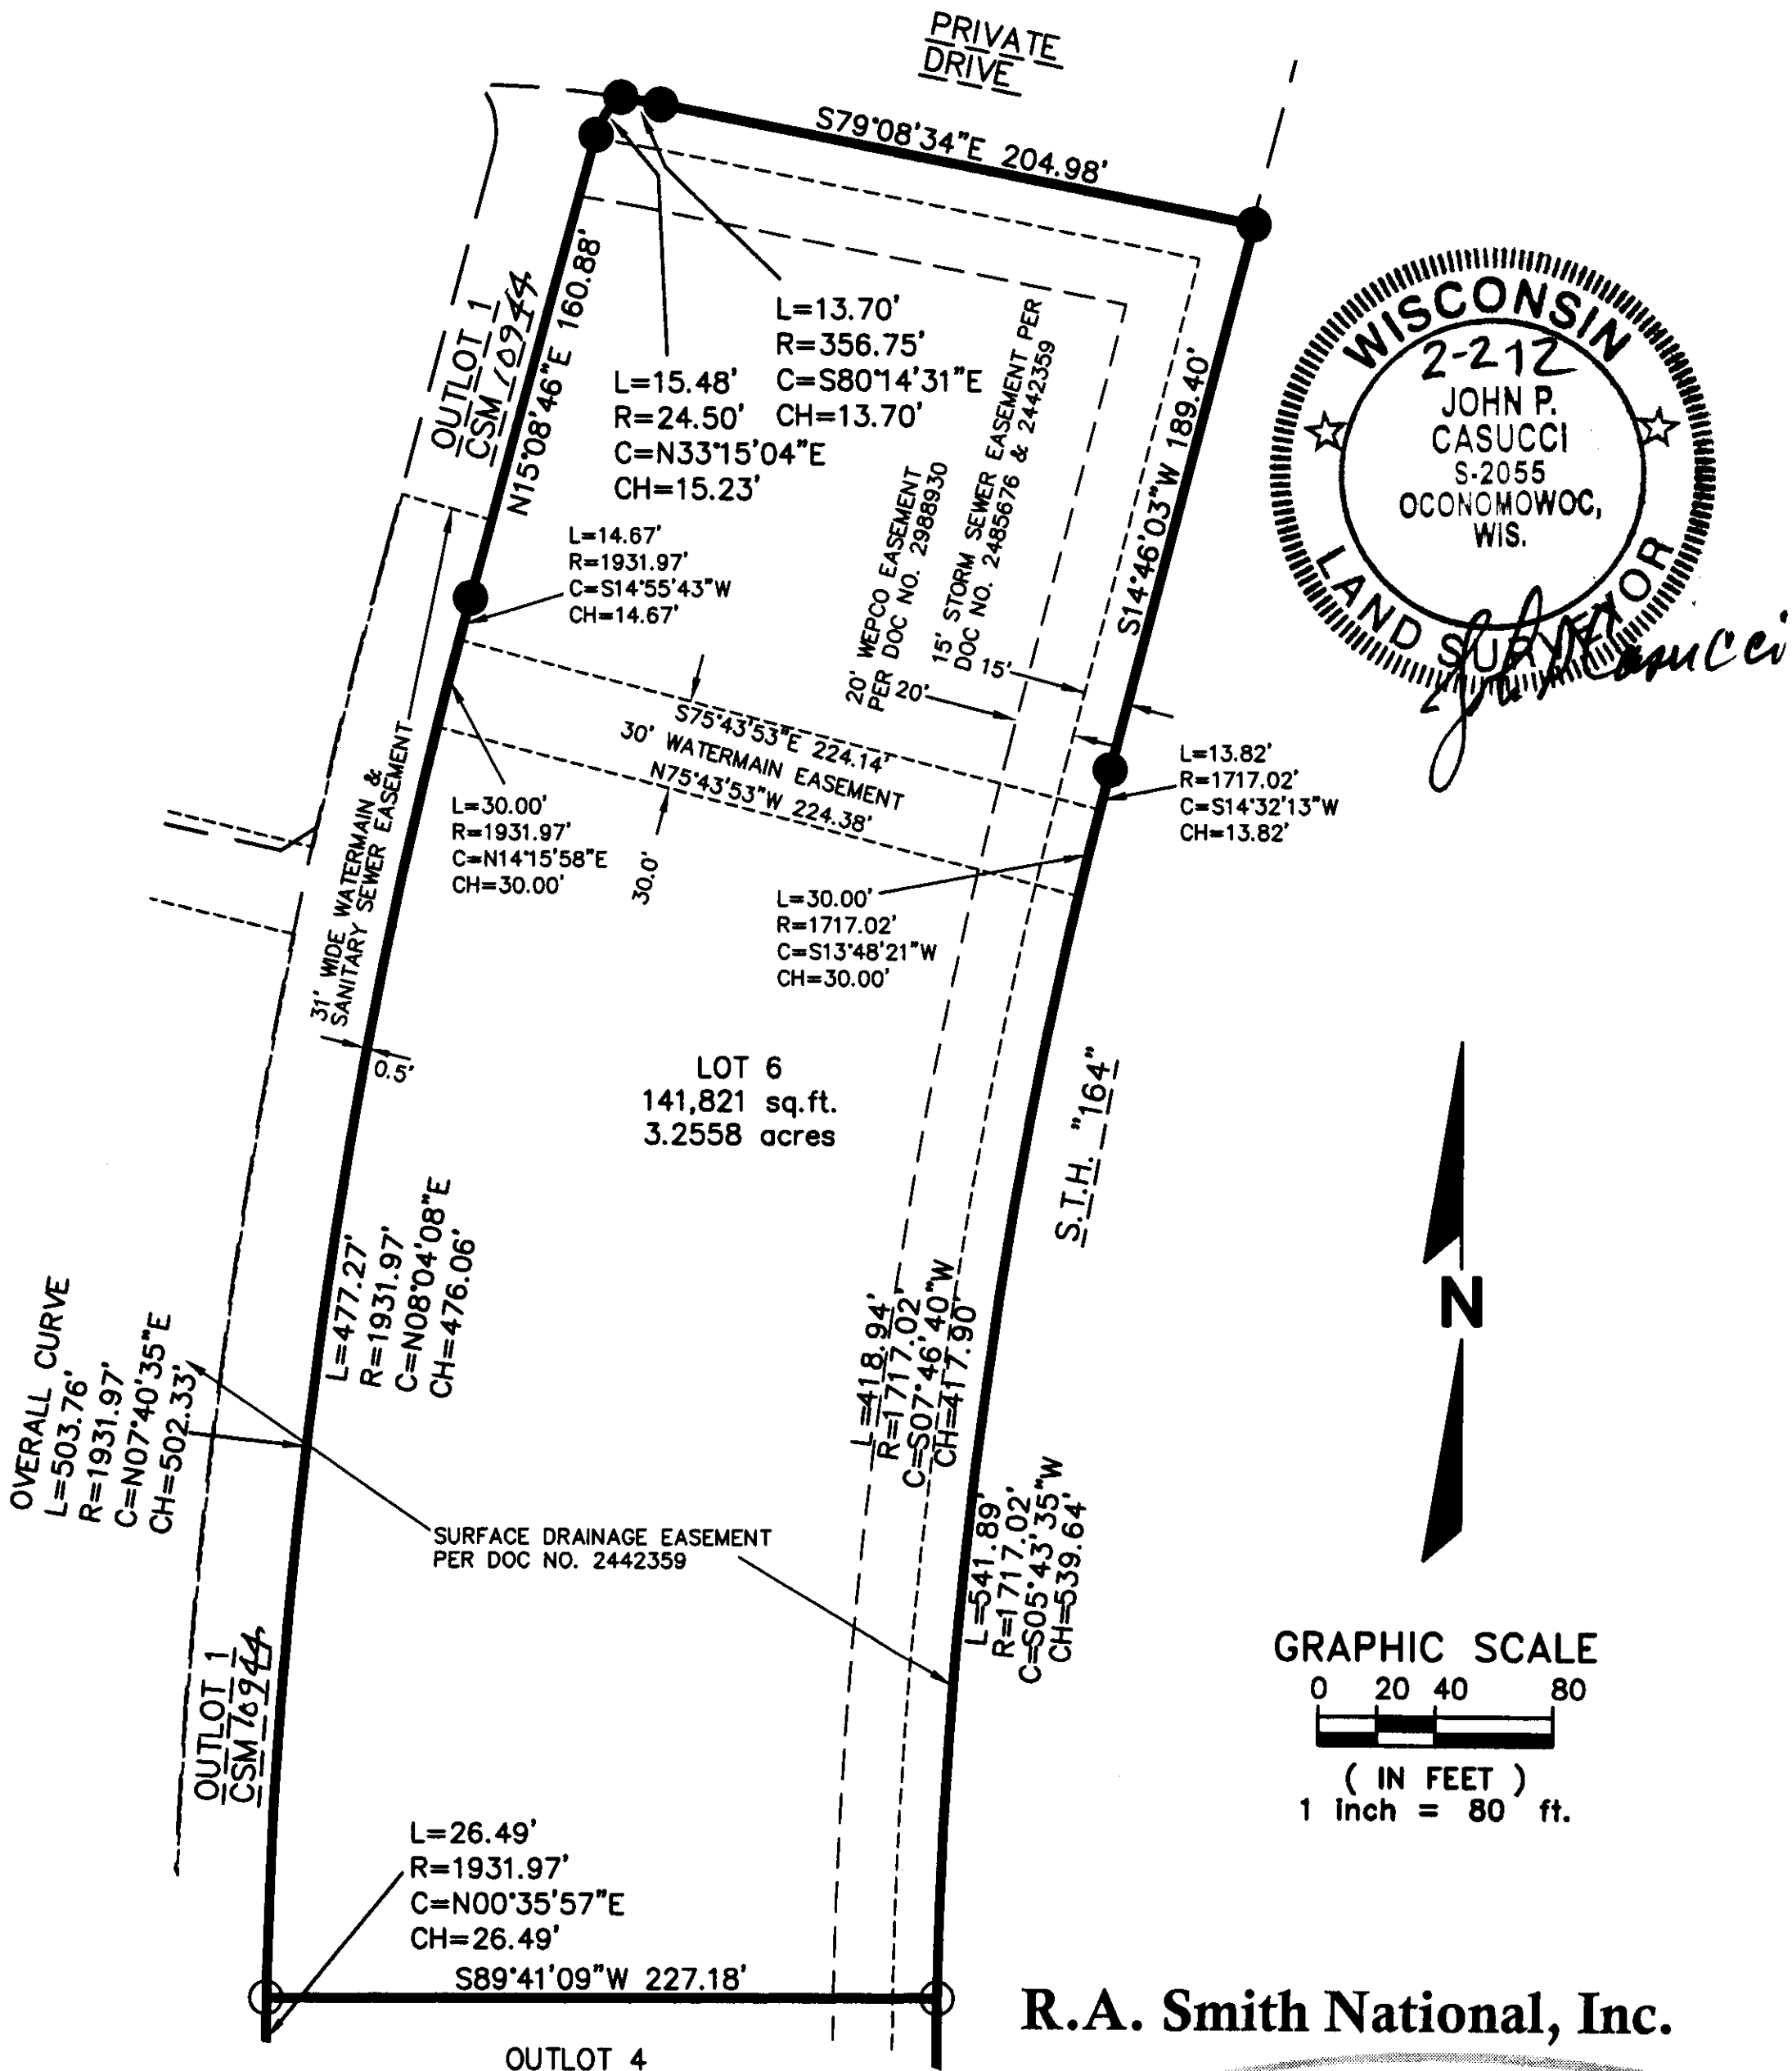 PRIVATE
DRIVE
S79°08'34"E 204.98'
OUTLOT 1
CSM 10944
N15°08'46"E 160.88'
L=13.70'
R=356.75'
C=S80°14'31"E
CH=13.70'
L=15.48'
R=24.50'
C=N33°15'04"E
CH=15.23'
20' WEPCO EASEMENT
PER DOC NO. 2988930
15' STORM SEWER EASEMENT PER
DOC NO. 2485676 & 2442359
S14°46'03"W 189.40'
WISCONSIN
2-212
JOHN P.
CASUCCI
S-2055
OCONOMOWOC,
WIS.
LAND SURVEYOR
John P Casucci
L=14.67'
R=1931.97'
C=S14°55'43"W
CH=14.67'
15'
20'
S75°43'53"E 224.14'
30' WATERMAIN EASEMENT
N75°43'53"W 224.38'
30.0'
L=13.82'
R=1717.02'
C=S14°32'13"W
CH=13.82'
L=30.00'
R=1931.97'
C=N14°15'58"E
CH=30.00'
L=30.00'
R=1717.02'
C=S13°48'21"W
CH=30.00'
31' WIDE WATERMAIN &
SANITARY SEWER EASEMENT
0.5'
LOT 6
141,821 sq.ft.
3.2558 acres
S.T.H. "164"
L=477.27'
R=1931.97'
C=N08°04'08"E
CH=476.06'
OVERALL CURVE
L=503.76'
R=1931.97'
C=N07°40'35"E
CH=502.33'
L=418.94'
R=1717.02'
C=S07°46'40"W
CH=417.90'
L=541.89'
R=1717.02'
C=S05°43'35"W
CH=539.64'
N
SURFACE DRAINAGE EASEMENT
PER DOC NO. 2442359
OUTLOT 1
CSM 10944
GRAPHIC SCALE
0 20 40 80
( IN FEET )
1 inch = 80 ft.
L=26.49'
R=1931.97'
C=N00°35'57"E
CH=26.49'
S89°41'09"W 227.18'
OUTLOT 4
R.A. Smith National, Inc.